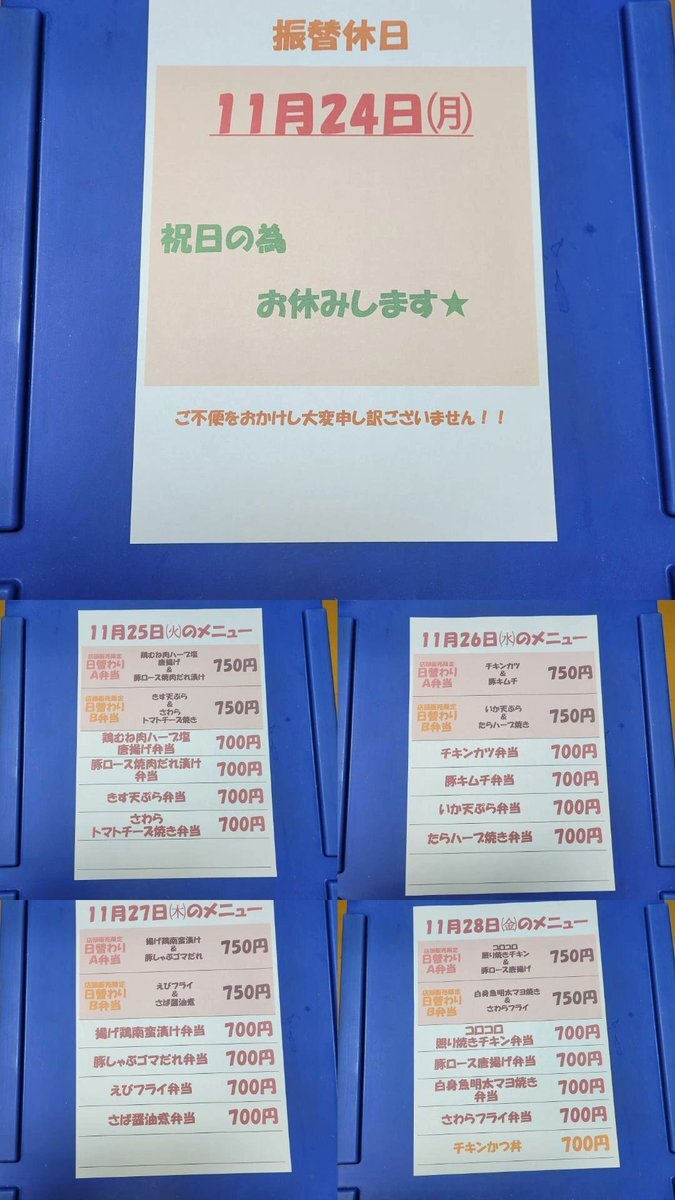 振替休日
11月24日㈪
祝日の為
お休みします★
ご不便をおかけし大変申し訳ございません！！
11月25日㈫のメニュー
店頭販売限定
日替わり
A弁当
鶏むね肉ハーブ塩
唐揚げ
&
豚ロース焼肉だれ漬け
750円
店頭販売限定
日替わり
B弁当
きす天ぷら
&
さわら
トマトチーズ焼き
750円
鶏むね肉ハーブ塩
唐揚げ弁当 700円
豚ロース焼肉だれ漬け
弁当 700円
きす天ぷら弁当 700円
さわら
トマトチーズ焼き弁当 700円
11月26日㈬のメニュー
店頭販売限定
日替わり
A弁当
チキンカツ
&
豚キムチ
750円
店頭販売限定
日替わり
B弁当
いか天ぷら
&
たらハーブ焼き
750円
チキンカツ弁当 700円
豚キムチ弁当 700円
いか天ぷら弁当 700円
たらハーブ焼き弁当 700円
11月27日㈭のメニュー
店頭販売限定
日替わり
A弁当
揚げ鶏南蛮漬け
&
豚しゃぶゴマだれ
750円
店頭販売限定
日替わり
B弁当
えびフライ
&
さば醤油煮
750円
揚げ鶏南蛮漬け弁当 700円
豚しゃぶゴマだれ弁当 700円
えびフライ弁当 700円
さば醤油煮弁当 700円
11月28日㈮のメニュー
店頭販売限定
日替わり
A弁当
コロコロ
照り焼きチキン
&
豚ロース唐揚げ
750円
店頭販売限定
日替わり
B弁当
白身魚明太マヨ焼き
&
さわらフライ
750円
コロコロ
照り焼きチキン弁当 700円
豚ロース唐揚げ弁当 700円
白身魚明太マヨ焼き
弁当 700円
さわらフライ弁当 700円
チキンかつ丼 700円